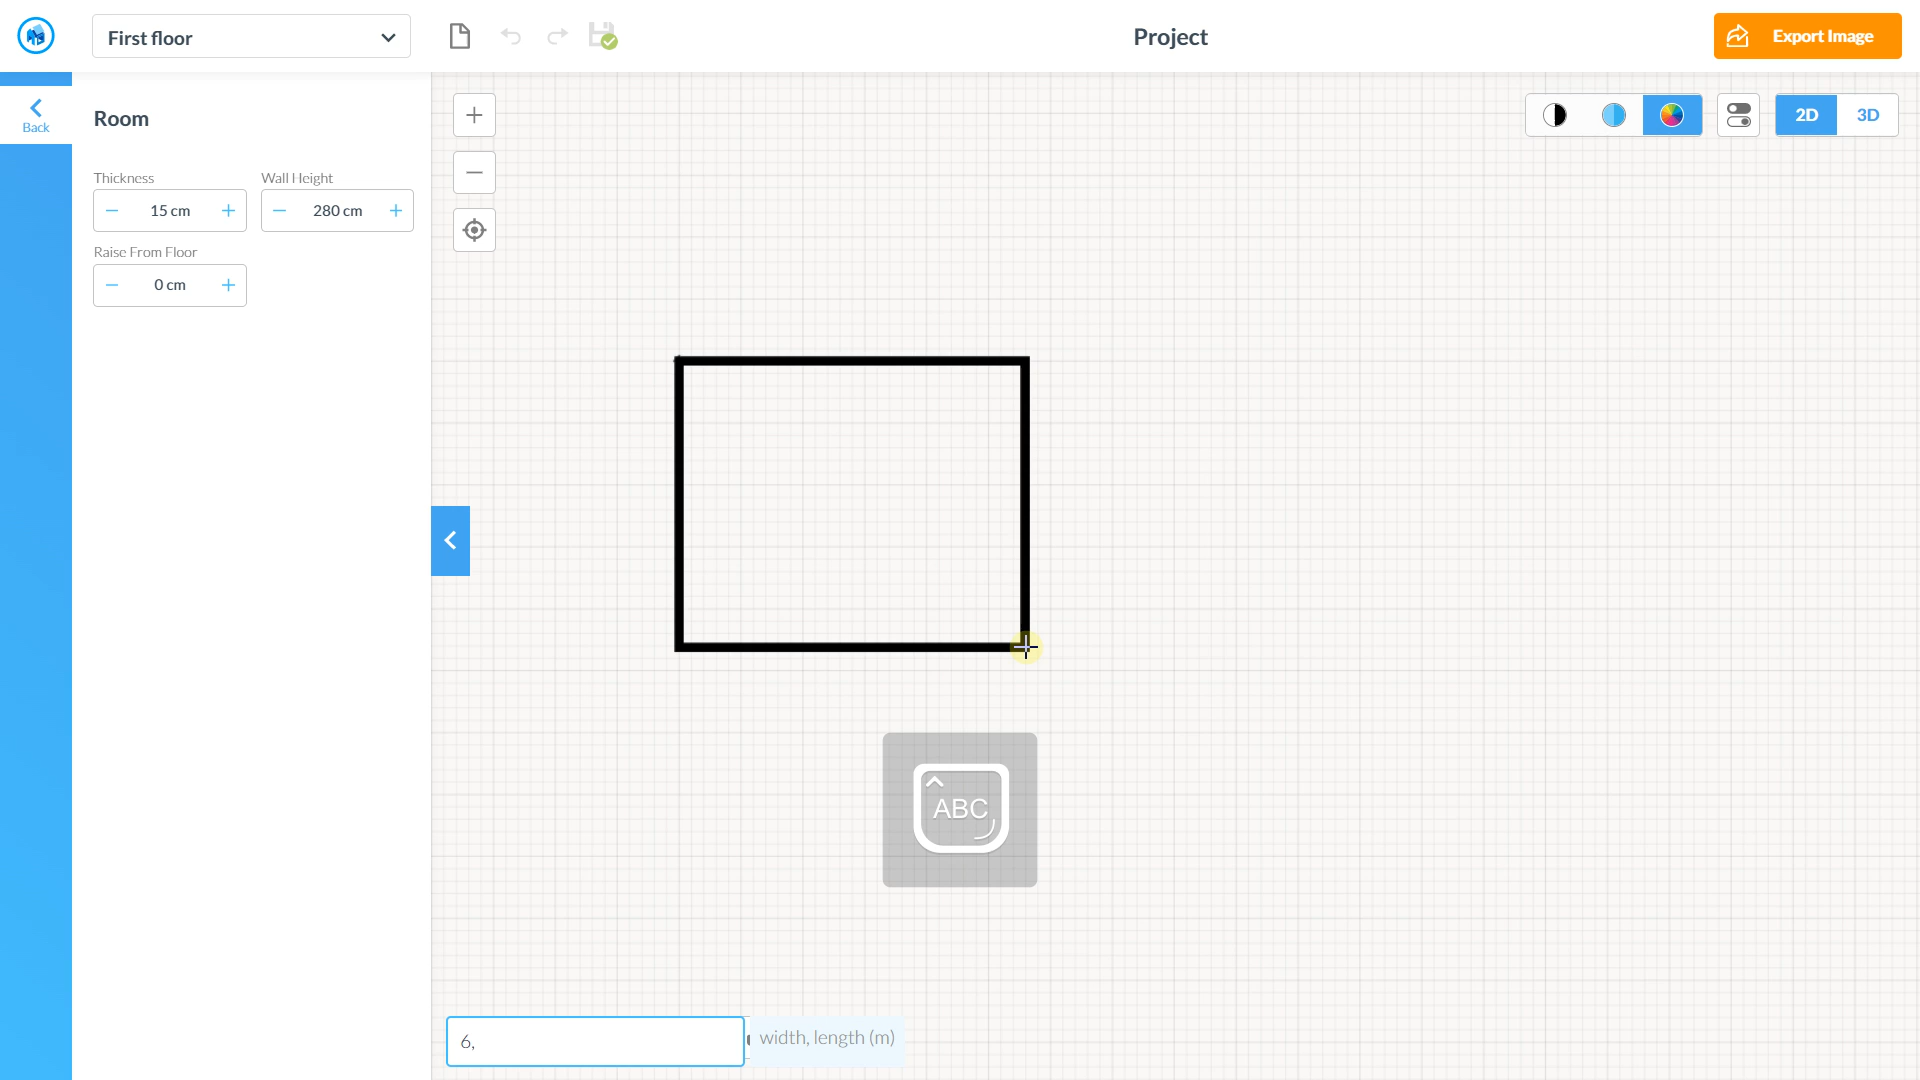 First floor
Project
Export Image
Back
Room
Thickness
Wall Height
15 cm
280 cm
Raise From Floor
0 cm
2D
3D
ABC
6,
width, length (m)